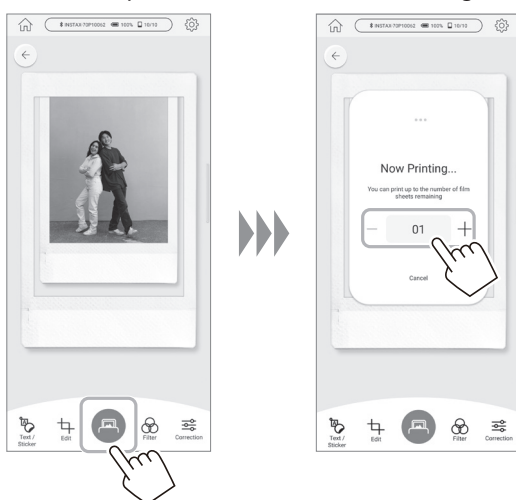 INSTAX-70P10062 100% 10/10
Text /
Sticker
Edit
Filter
Correction
INSTAX-70P10062 100% 10/10
Now Printing...
You can print up to the number of film
sheets remaining
01
Cancel
Text /
Sticker
Edit
Filter
Correction